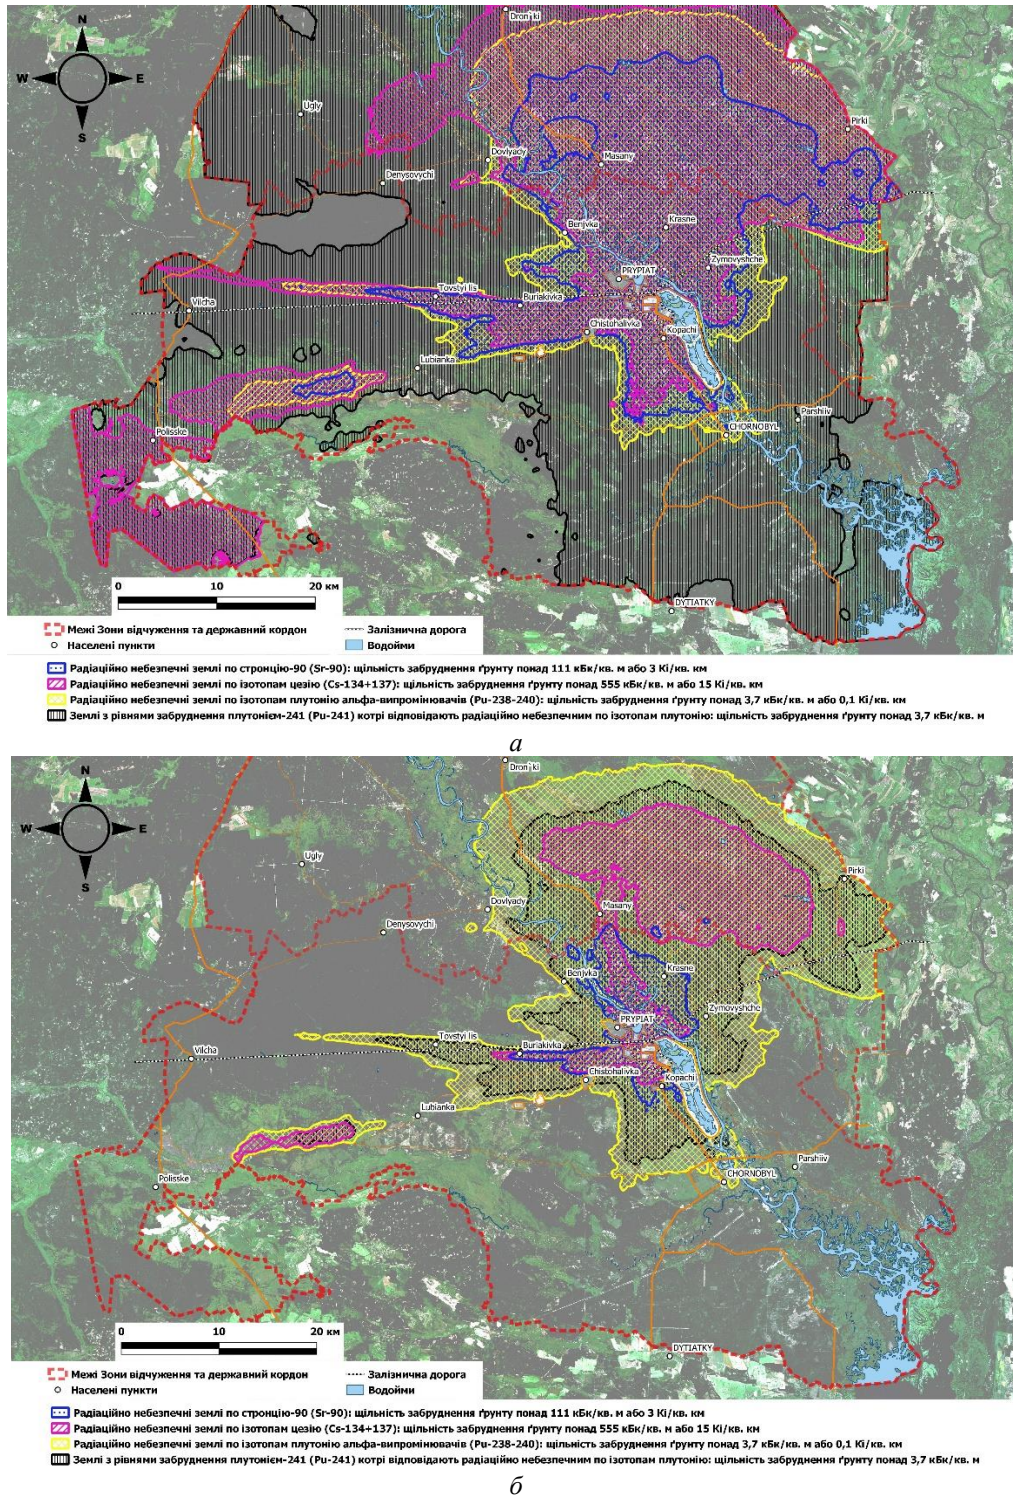 Dron'ki
N
W
E
S
Ugly
Pirki
Dovlyady
Masany
Denysovychi
Krasne
Benjvka
Zymovyshche
PRYPIAT
Tovstyi lis
Buriakivka
Vilcha
Chistohalivka
Kopachi
Lubianka
Parshiiv
Polisske
CHORNOBYL
0 10 20 км
DYTIATKY
Межі Зони відчуження та державний кордон
Залізнична дорога
Населені пункти
Водойми
Радіаційно небезпечні землі по стронцію-90 (Sr-90): щільність забруднення ґрунту понад 111 кБк/кв. м або 3 Кі/кв. км
Радіаційно небезпечні землі по ізотопам цезію (Cs-134+137): щільність забруднення ґрунту понад 555 кБк/кв. м або 15 Кі/кв. км
Радіаційно небезпечні землі по ізотопам плутонію альфа-випромінювачів (Pu-238-240): щільність забруднення ґрунту понад 3,7 кБк/кв. м або 0,1 Кі/кв. км
Землі з рівнями забруднення плутонієм-241 (Pu-241) котрі відповідають радіаційно небезпечним по ізотопам плутонію: щільність забруднення ґрунту понад 3,7 кБк/кв. м
а
Dron'ki
N
W
E
S
Ugly
Pirki
Dovlyady
Masany
Denysovychi
Krasne
Benjvka
Zymovyshche
PRYPIAT
Tovstyi lis
Buriakivka
Vilcha
Chistohalivka
Kopachi
Lubianka
Parshiiv
Polisske
CHORNOBYL
0 10 20 км
DYTIATKY
Межі Зони відчуження та державний кордон
Залізнична дорога
Населені пункти
Водойми
Радіаційно небезпечні землі по стронцію-90 (Sr-90): щільність забруднення ґрунту понад 111 кБк/кв. м або 3 Кі/кв. км
Радіаційно небезпечні землі по ізотопам цезію (Cs-134+137): щільність забруднення ґрунту понад 555 кБк/кв. м або 15 Кі/кв. км
Радіаційно небезпечні землі по ізотопам плутонію альфа-випромінювачів (Pu-238-240): щільність забруднення ґрунту понад 3,7 кБк/кв. м або 0,1 Кі/кв. км
Землі з рівнями забруднення плутонієм-241 (Pu-241) котрі відповідають радіаційно небезпечним по ізотопам плутонію: щільність забруднення ґрунту понад 3,7 кБк/кв. м
б